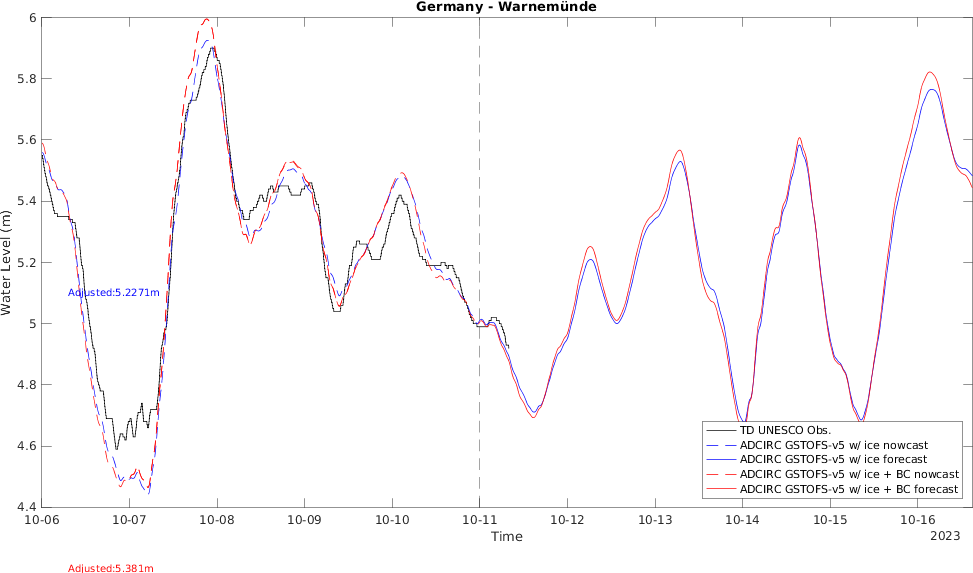 Germany - Warnemünde
Water Level (m)
6
5.8
5.6
5.4
5.2
5
4.8
4.6
4.4
Adjusted:5.2271m
TD UNESCO Obs.
ADCIRC GSTOFS-v5 w/ ice nowcast
ADCIRC GSTOFS-v5 w/ ice forecast
ADCIRC GSTOFS-v5 w/ ice + BC nowcast
ADCIRC GSTOFS-v5 w/ ice + BC forecast
10-06 10-07 10-08 10-09 10-10 10-11 10-12 10-13 10-14 10-15 10-16
Time
2023
Adjusted:5.381m